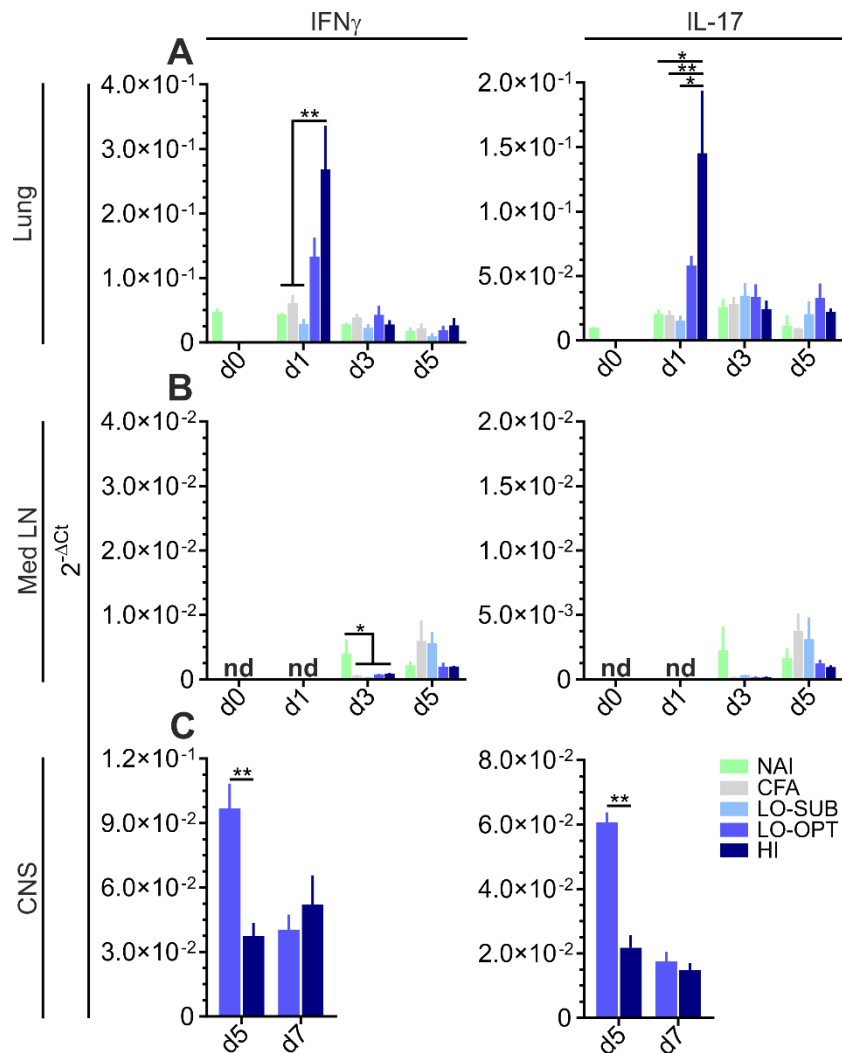 IFNγ
IL-17
A
Lung
4.0×10⁻¹
3.0×10⁻¹
2.0×10⁻¹
1.0×10⁻¹
0
**
d0 d1 d3 d5
2.0×10⁻¹
1.5×10⁻¹
1.0×10⁻¹
5.0×10⁻²
0
*
**
*
d0 d1 d3 d5
B
Med LN
2^-ΔCt
4.0×10⁻²
3.0×10⁻²
2.0×10⁻²
1.0×10⁻²
0
nd nd
*
d0 d1 d3 d5
2.0×10⁻²
1.5×10⁻²
1.0×10⁻²
5.0×10⁻³
0
nd nd
d0 d1 d3 d5
C
CNS
1.2×10⁻¹
9.0×10⁻²
6.0×10⁻²
3.0×10⁻²
0
**
d5 d7
8.0×10⁻²
6.0×10⁻²
4.0×10⁻²
2.0×10⁻²
0
**
d5 d7
NAI
CFA
LO-SUB
LO-OPT
HI